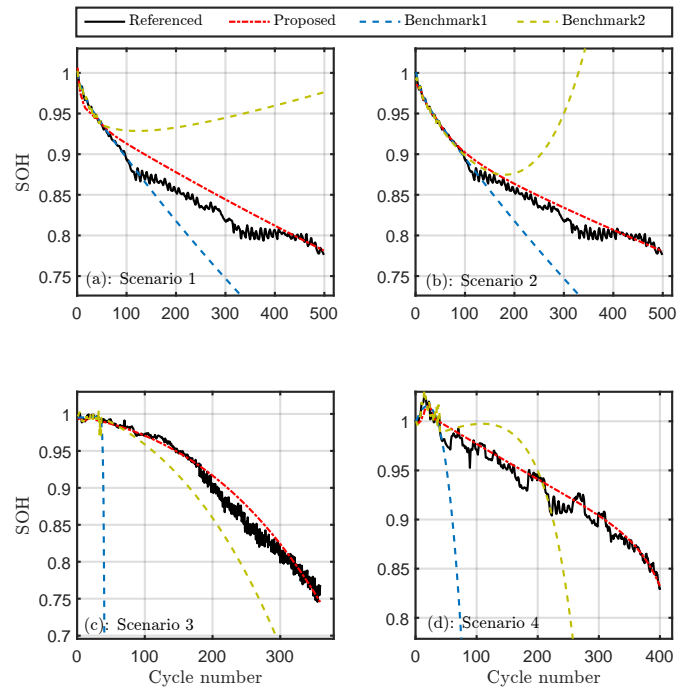 Referenced Proposed Benchmark1 Benchmark2
1
0.95
0.9
0.85
0.8
0.75
SOH
(a): Scenario 1
0 100 200 300 400 500
1
0.95
0.9
0.85
0.8
0.75
(b): Scenario 2
0 100 200 300 400 500
1
0.95
0.9
0.85
0.8
0.75
0.7
SOH
(c): Scenario 3
0 100 200 300
Cycle number
1
0.95
0.9
0.85
0.8
(d): Scenario 4
0 100 200 300 400
Cycle number